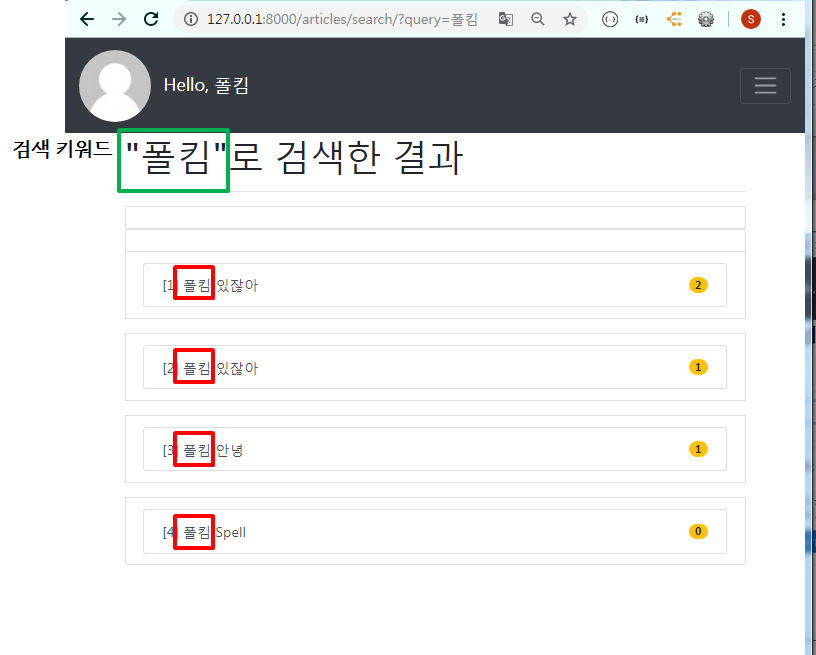 127.0.0.1:8000/articles/search/?query=폴킴
S
Hello, 폴킴
검색 키워드 "폴킴"로 검색한 결과
[1] 폴킴 있잖아 2
[2] 폴킴 있잖아 1
[3] 폴킴 안녕 1
[4] 폴킴 Spell 0